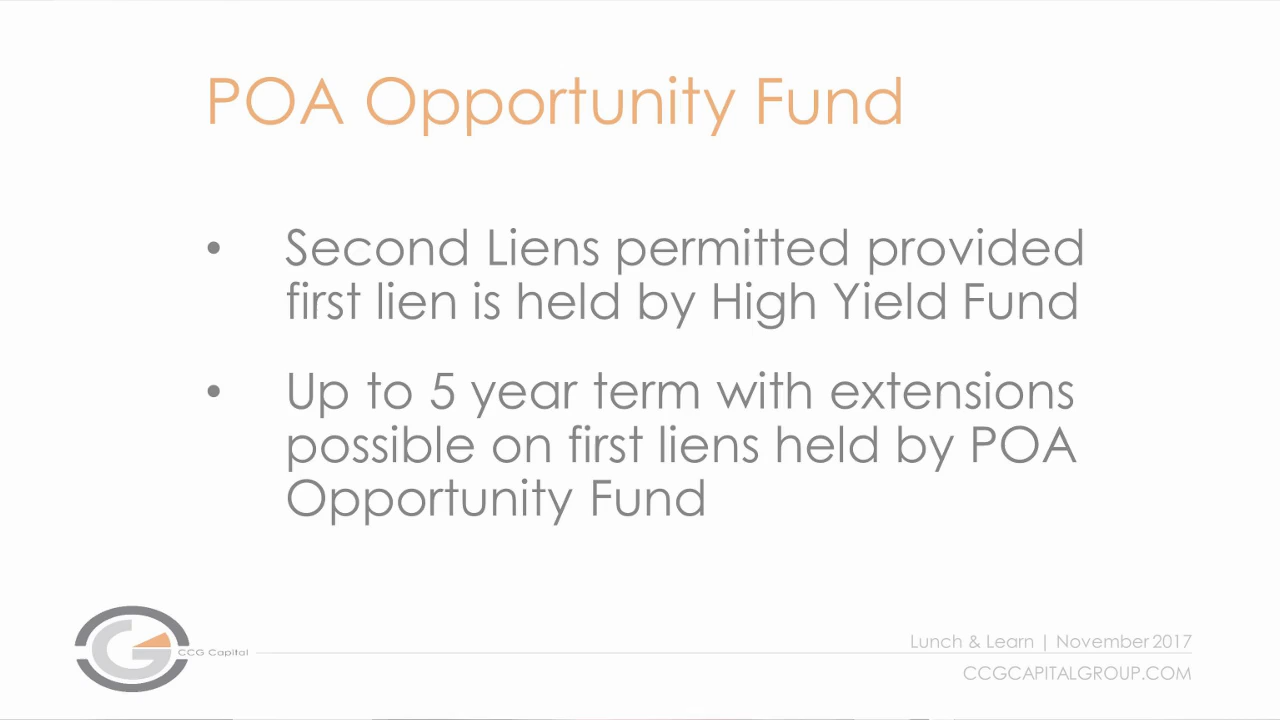 POA Opportunity Fund
• Second Liens permitted provided
first lien is held by High Yield Fund
• Up to 5 year term with extensions
possible on first liens held by POA
Opportunity Fund
CCG Capital
Lunch & Learn | November 2017
CCGCAPITALGROUP.COM